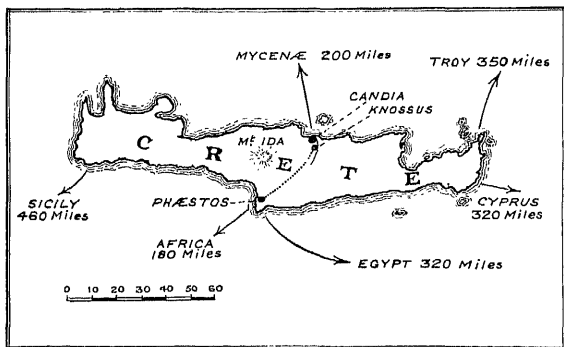 MYCENÆ 200 Miles
TROY 350 Miles
CANDIA
KNOSSUS
Mt IDA
C R E T E
PHÆSTOS
SICILY
460 Miles
CYPRUS
320 Miles
AFRICA
180 Miles
EGYPT 320 Miles
0 10 20 30 40 50 60